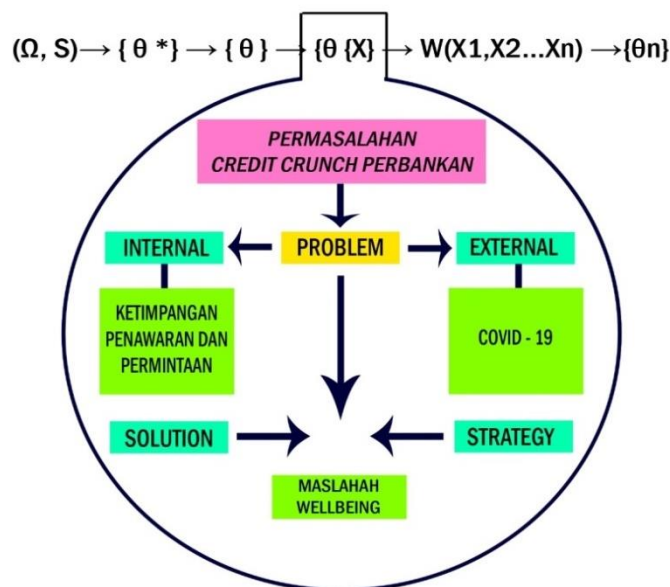 (Ω, S)→ { θ *} → { θ } → {θ {X} → W(X1,X2...Xn) →{θn}
PERMASALAHAN
CREDIT CRUNCH PERBANKAN
INTERNAL
PROBLEM
EXTERNAL
KETIMPANGAN
PENAWARAN DAN
PERMINTAAN
COVID - 19
SOLUTION
STRATEGY
MASLAHAH
WELLBEING